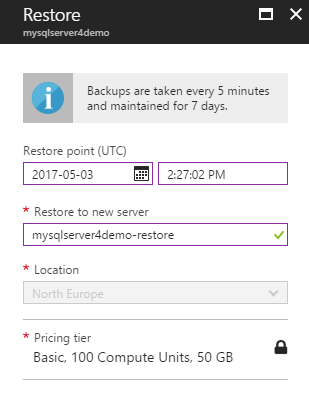 Restore
mysqlserver4demo
Backups are taken every 5 minutes
and maintained for 7 days.
Restore point (UTC)
2017-05-03 2:27:02 PM
* Restore to new server
mysqlserver4demo-restore
* Location
North Europe
* Pricing tier
Basic, 100 Compute Units, 50 GB